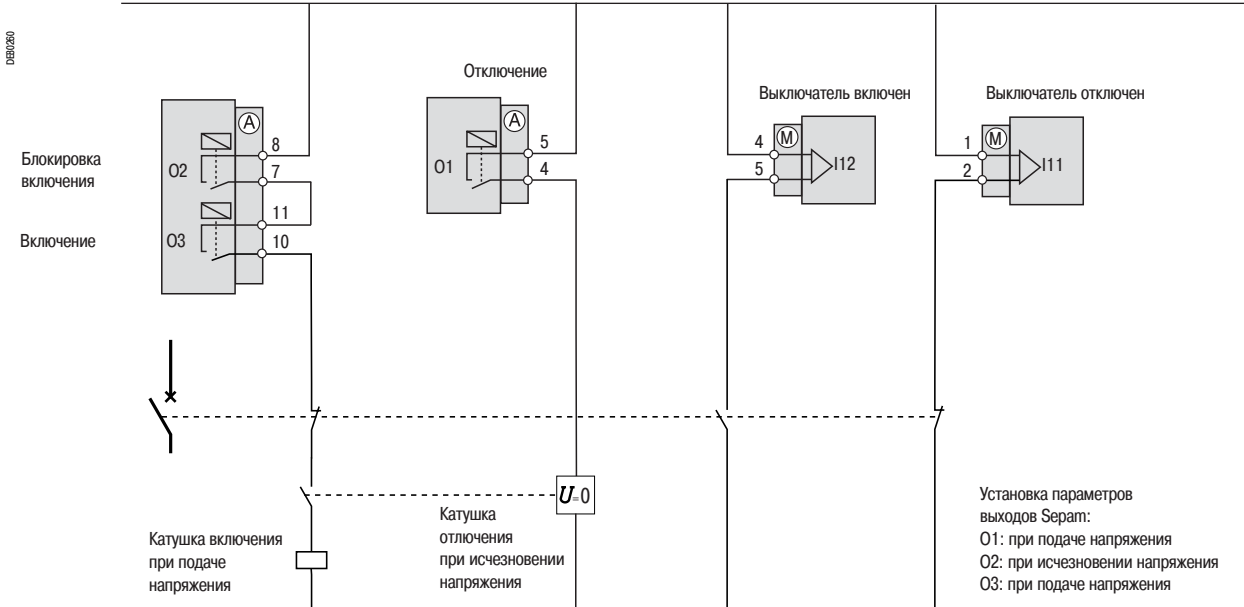 DEB0260
Отключение
Выключатель включен
Выключатель отключен
A
8
O2
7
11
O3
10
Блокировка
включения
Включение
A
5
O1
4
M
4
5
I12
M
1
2
I11
U=0
Катушка включения
при подаче
напряжения
Катушка
отлючения
при исчезновении
напряжения
Установка параметров
выходов Sepam:
O1: при подаче напряжения
O2: при исчезновении напряжения
O3: при подаче напряжения